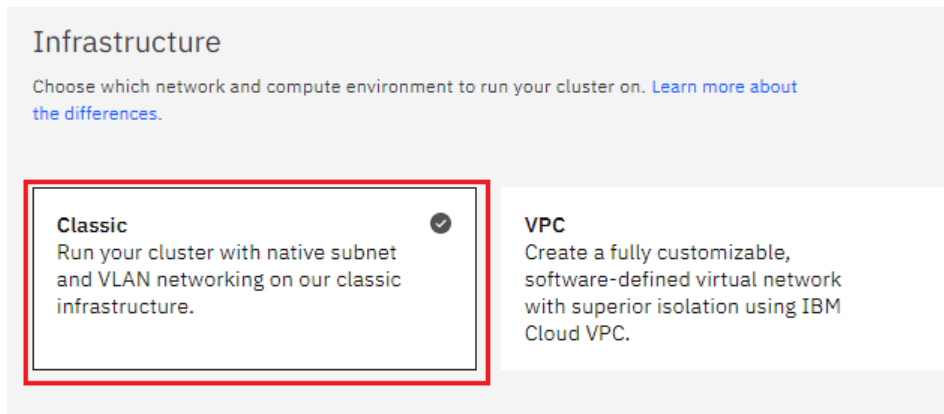 Infrastructure
Choose which network and compute environment to run your cluster on. Learn more about
the differences.
Classic
Run your cluster with native subnet
and VLAN networking on our classic
infrastructure.
VPC
Create a fully customizable,
software-defined virtual network
with superior isolation using IBM
Cloud VPC.